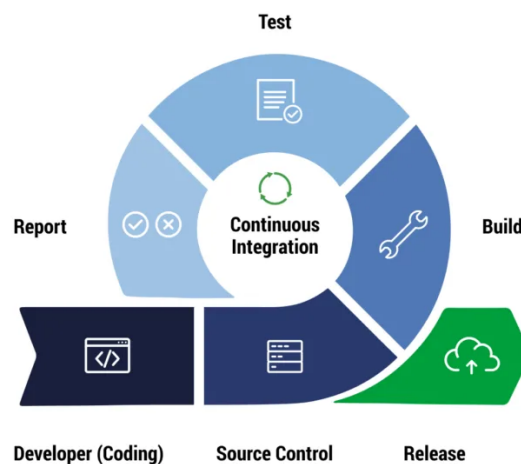 Test
Continuous
Integration
Report
Build
</>
Developer (Coding)
Source Control
Release